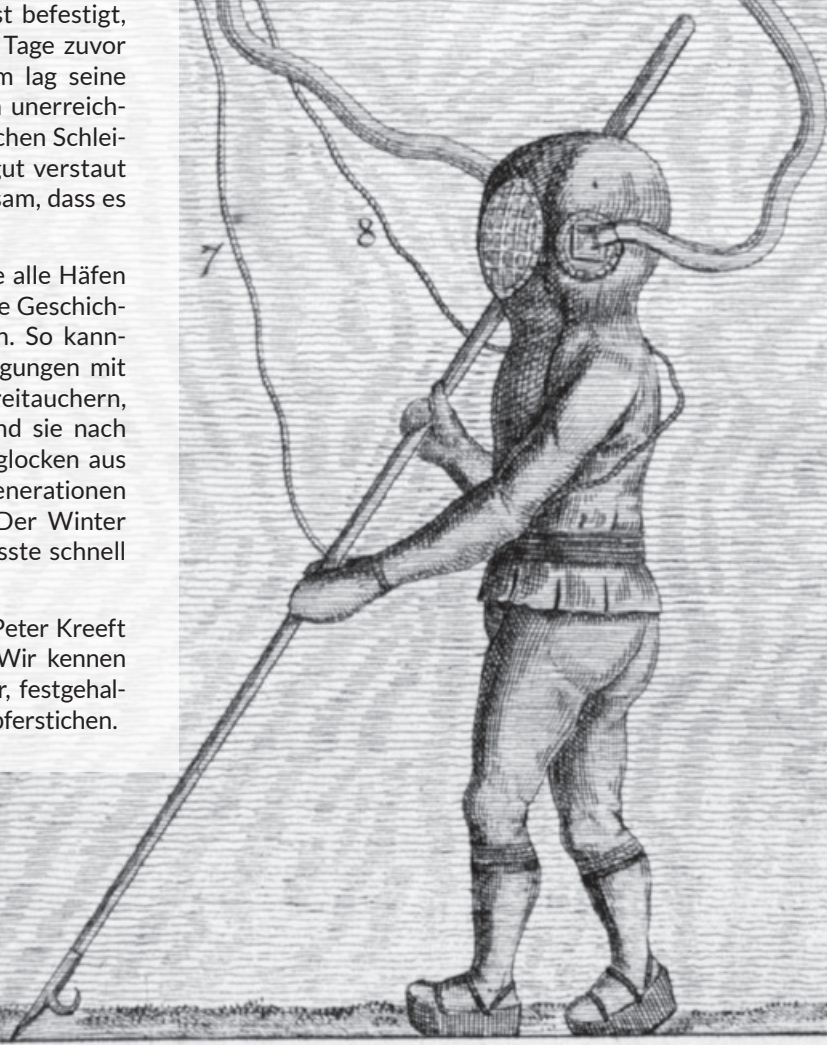 st befestigt,
Tage zuvor
m lag seine
unerreich-
chen Schlei-
gut verstaut
sam, dass es
e alle Häfen
e Geschich-
n. So kann-
gungen mit
reitauchern,
nd sie nach
glocken aus
enerationen
Der Winter
sste schnell
Peter Kreeft
Wir kennen
r, festgehal-
pferstichen.
7
8